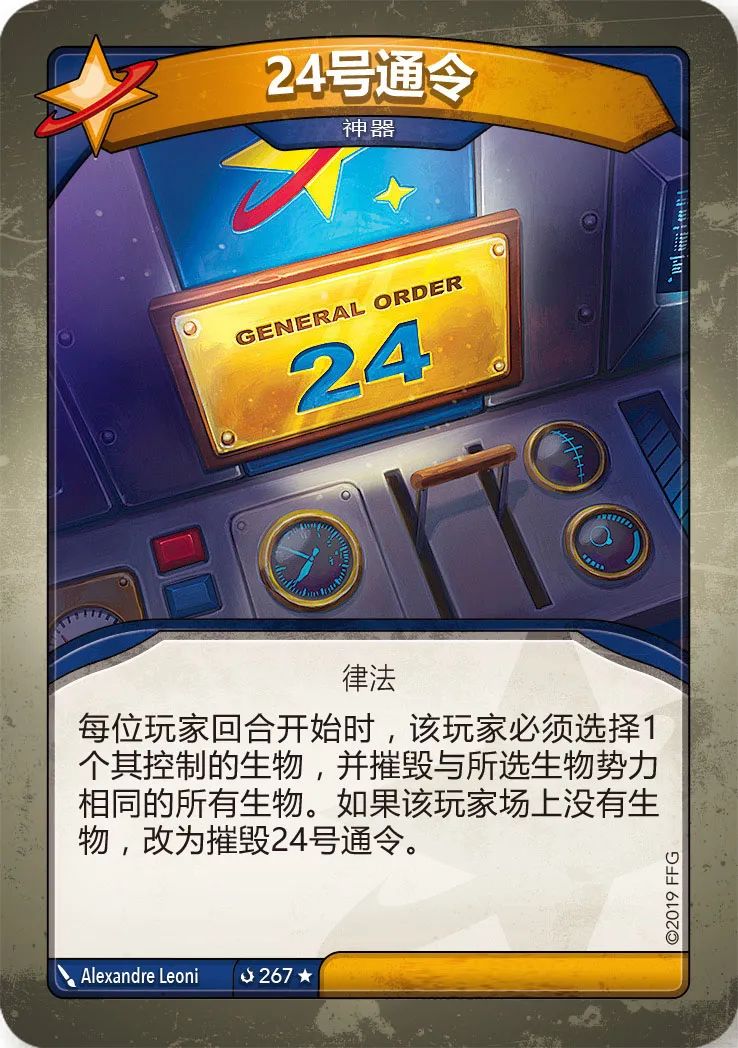 24号通令
神器
GENERAL ORDER
24
律法
每位玩家回合开始时，该玩家必须选择1
个其控制的生物，并摧毁与所选生物势力
相同的所有生物。如果该玩家场上没有生
物，改为摧毁24号通令。
©2019 FFG
Alexandre Leoni
267